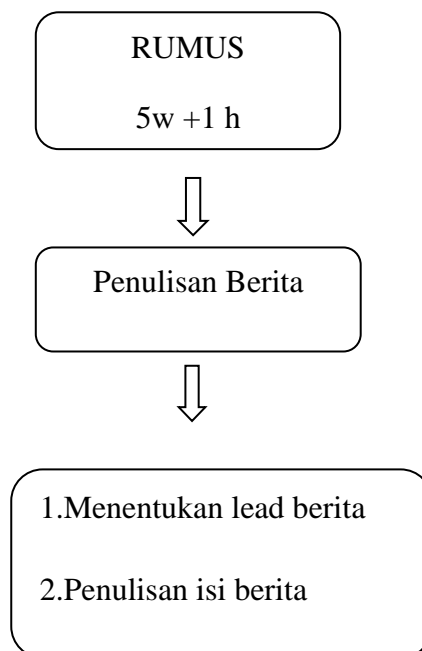 RUMUS
5w +1 h
Penulisan Berita
1.Menentukan lead berita
2.Penulisan isi berita